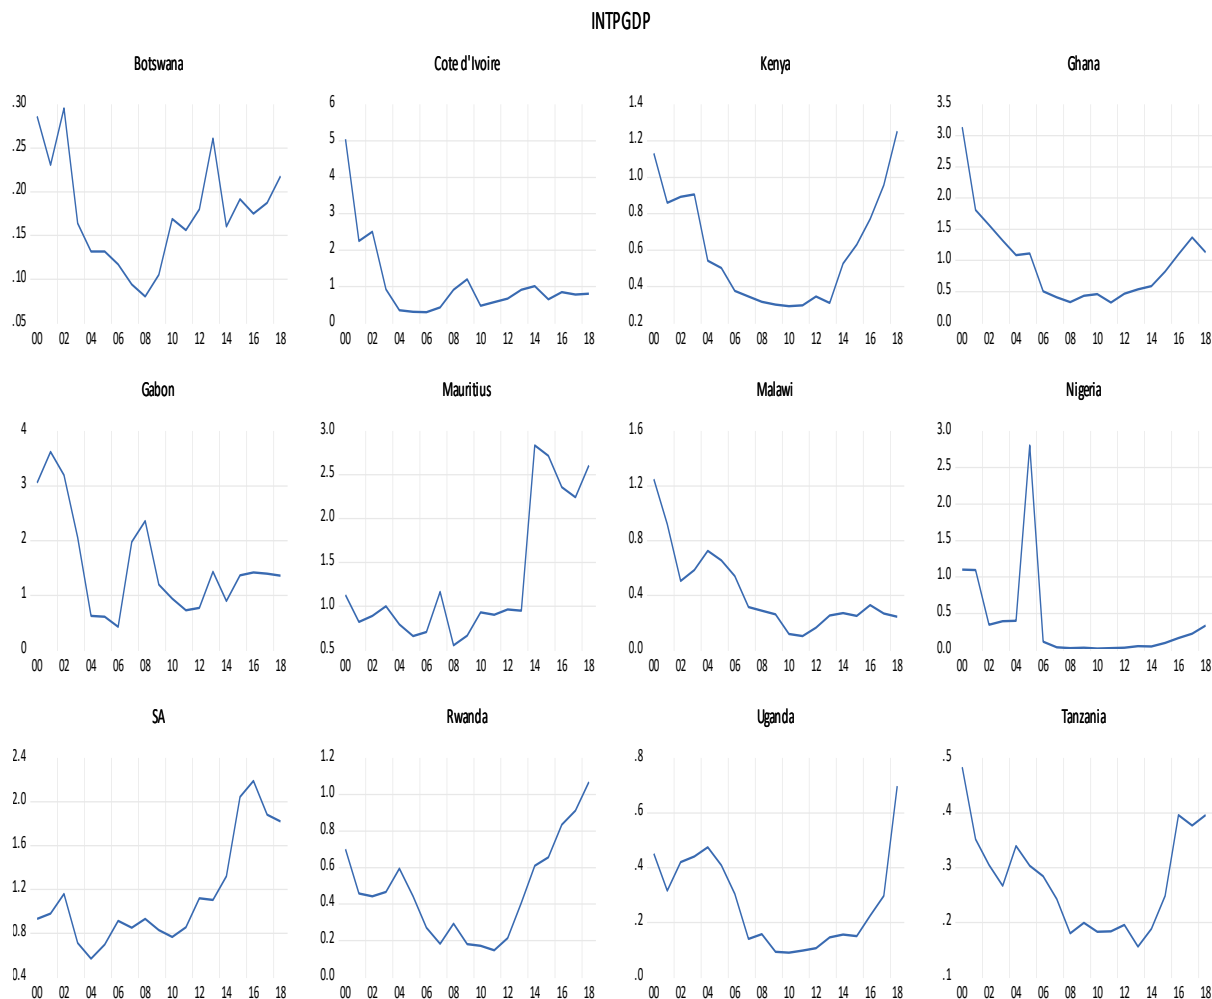 INTPGDP
Botswana
.30
.25
.20
.15
.10
.05
00 02 04 06 08 10 12 14 16 18
Cote d'Ivoire
6
5
4
3
2
1
0
00 02 04 06 08 10 12 14 16 18
Kenya
1.4
1.2
1.0
0.8
0.6
0.4
0.2
00 02 04 06 08 10 12 14 16 18
Ghana
3.5
3.0
2.5
2.0
1.5
1.0
0.5
0.0
00 02 04 06 08 10 12 14 16 18
Gabon
4
3
2
1
0
00 02 04 06 08 10 12 14 16 18
Mauritius
3.0
2.5
2.0
1.5
1.0
0.5
00 02 04 06 08 10 12 14 16 18
Malawi
1.6
1.2
0.8
0.4
0.0
00 02 04 06 08 10 12 14 16 18
Nigeria
3.0
2.5
2.0
1.5
1.0
0.5
0.0
00 02 04 06 08 10 12 14 16 18
SA
2.4
2.0
1.6
1.2
0.8
0.4
00 02 04 06 08 10 12 14 16 18
Rwanda
1.2
1.0
0.8
0.6
0.4
0.2
0.0
00 02 04 06 08 10 12 14 16 18
Uganda
.8
.6
.4
.2
.0
00 02 04 06 08 10 12 14 16 18
Tanzania
.5
.4
.3
.2
.1
00 02 04 06 08 10 12 14 16 18